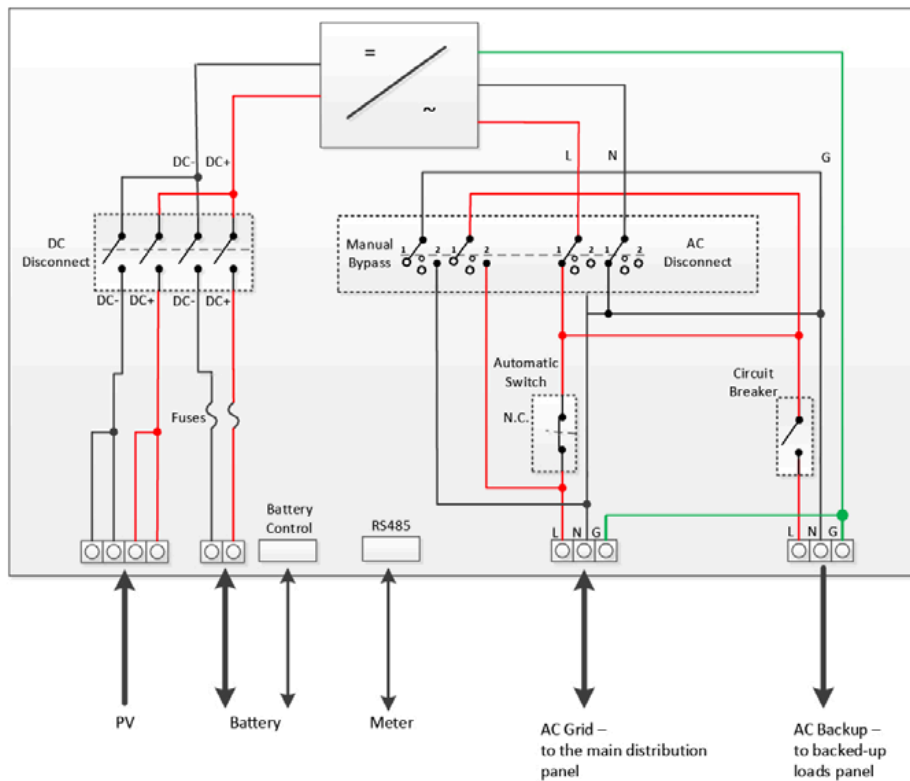 =
~
L
N
G
DC-
DC+
DC
Disconnect
Manual
Bypass
1
2
1
2
1
2
1
2
AC
Disconnect
DC-
DC+
DC-
DC+
Automatic
Switch
N.C.
Circuit
Breaker
Fuses
Battery
Control
RS485
L
N
G
L
N
G
PV
Battery
Meter
AC Grid –
to the main distribution
panel
AC Backup –
to backed-up
loads panel